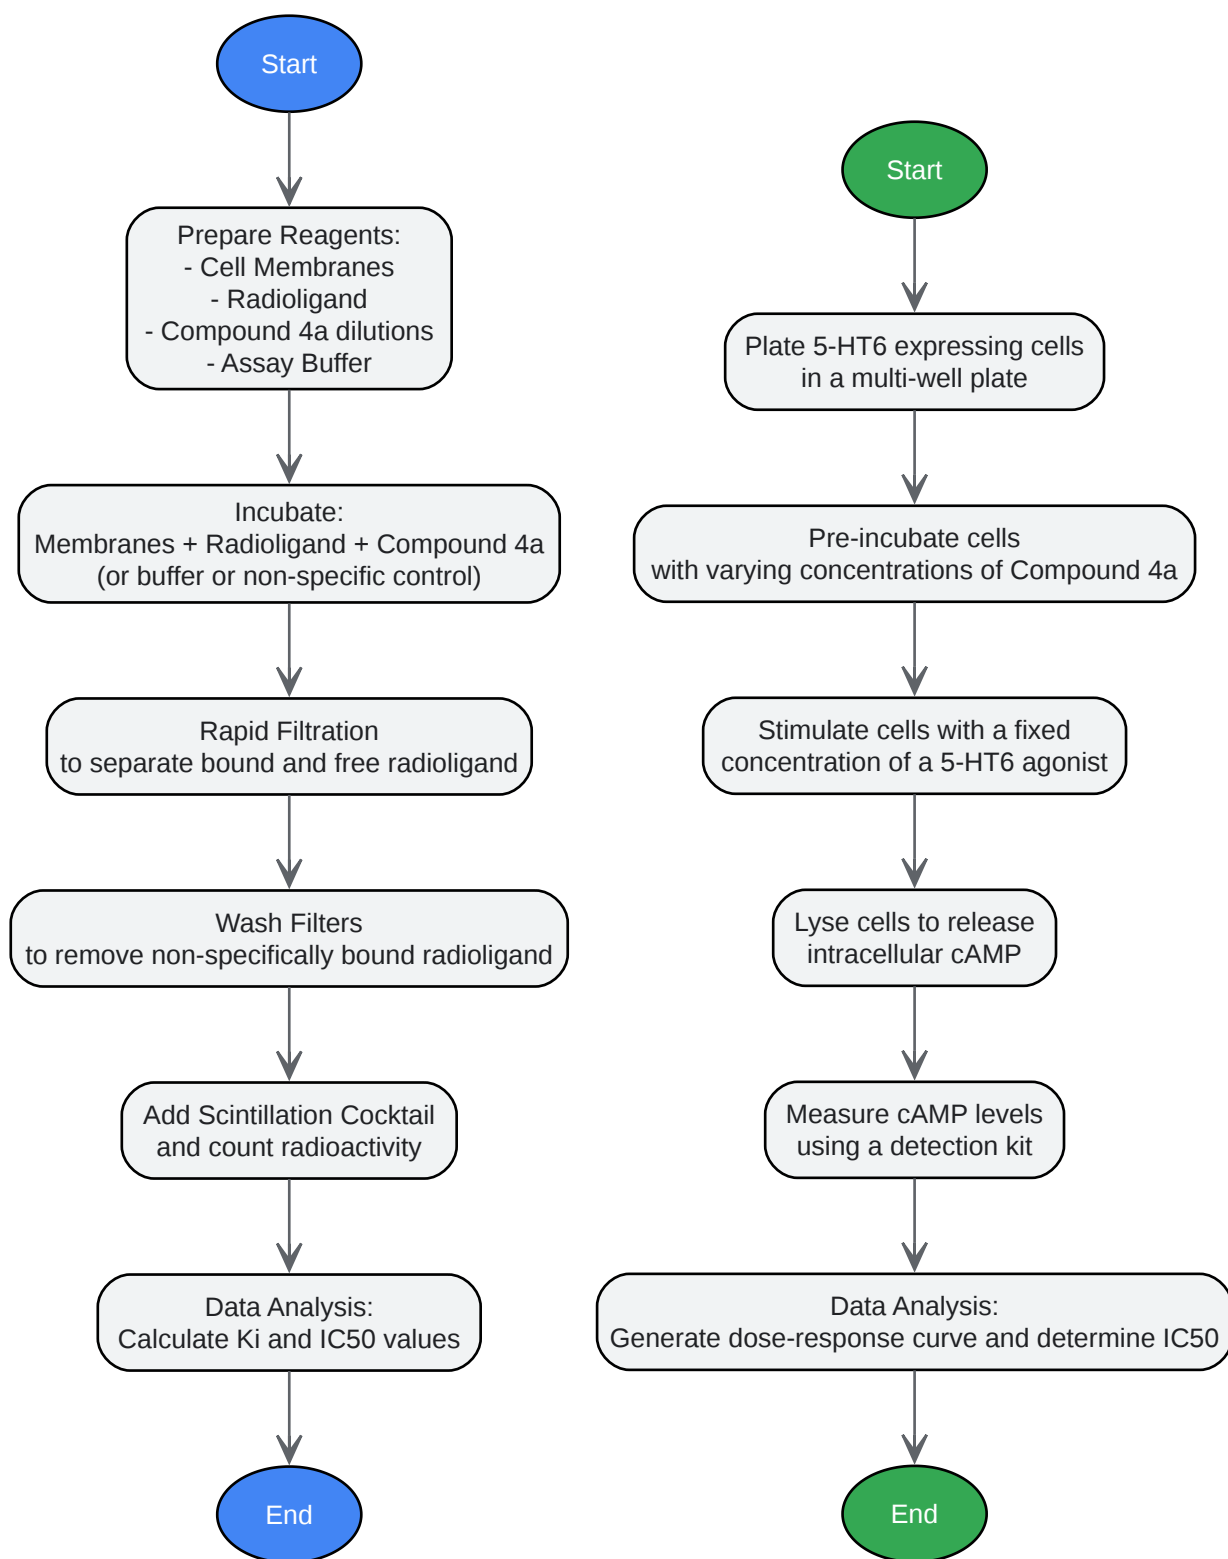 Start
Prepare Reagents:
- Cell Membranes
- Radioligand
- Compound 4a dilutions
- Assay Buffer
Incubate:
Membranes + Radioligand + Compound 4a
(or buffer or non-specific control)
Rapid Filtration
to separate bound and free radioligand
Wash Filters
to remove non-specifically bound radioligand
Add Scintillation Cocktail
and count radioactivity
Data Analysis:
Calculate Ki and IC50 values
End
Start
Plate 5-HT6 expressing cells
in a multi-well plate
Pre-incubate cells
with varying concentrations of Compound 4a
Stimulate cells with a fixed
concentration of a 5-HT6 agonist
Lyse cells to release
intracellular cAMP
Measure cAMP levels
using a detection kit
Data Analysis:
Generate dose-response curve and determine IC50
End